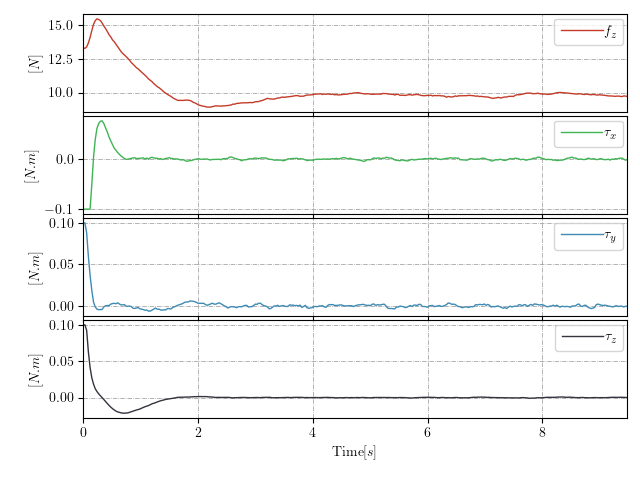 15.0
12.5
10.0
[N]
f_z
0.0
−0.1
[N.m]
τ_x
0.10
0.05
0.00
[N.m]
τ_y
0.10
0.05
0.00
[N.m]
τ_z
0 2 4 6 8
Time[s]